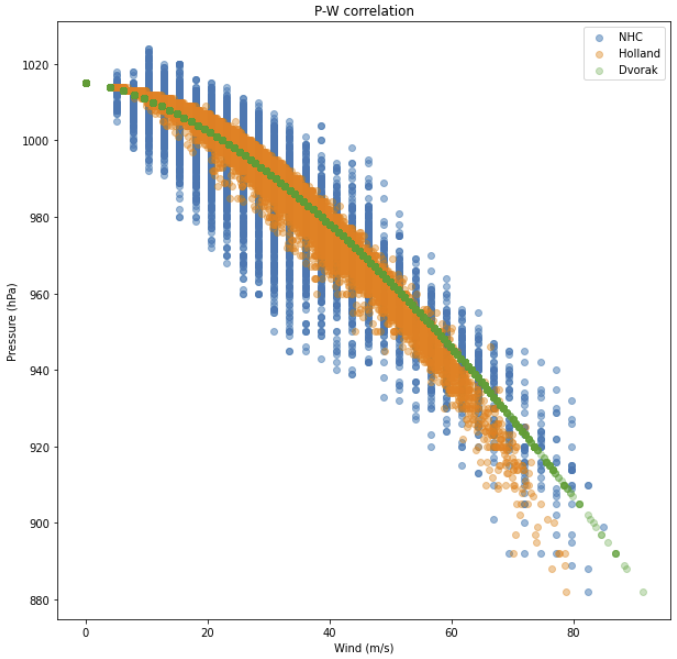 P-W correlation
NHC
Holland
Dvorak
1020
1000
980
960
940
920
900
880
Pressure (hPa)
0 20 40 60 80
Wind (m/s)